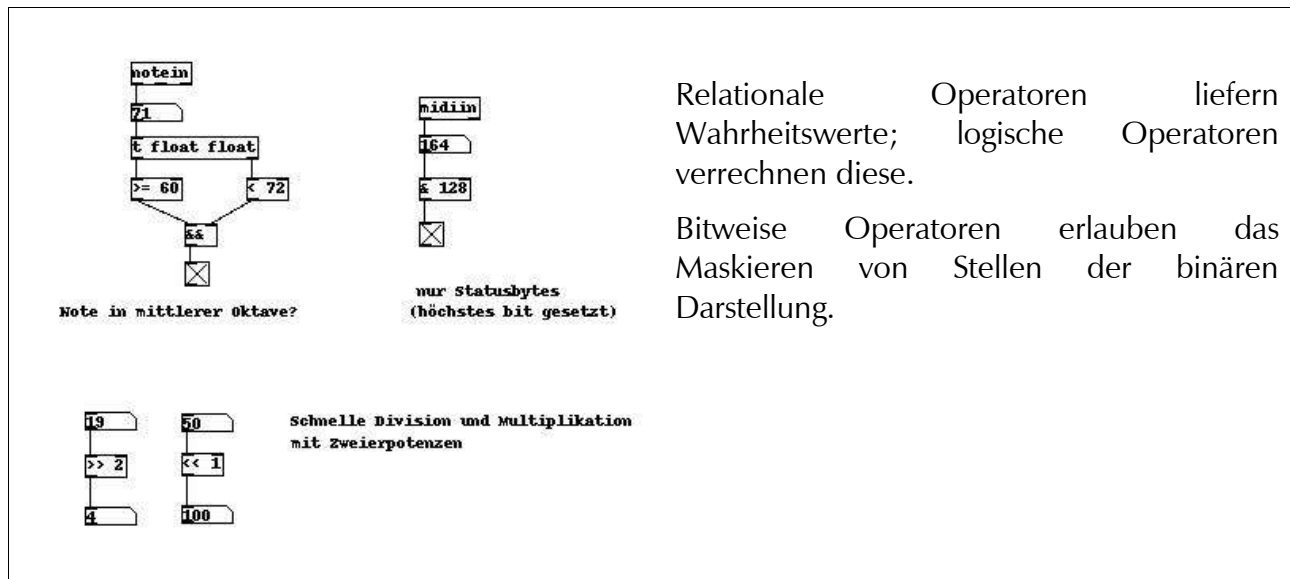 notein
71
t float float
>= 60
< 72
&&
Note in mittlerer Oktave?
midiin
164
& 128
nur Statusbytes
(höchstes bit gesetzt)
Relationale Operatoren liefern
Wahrheitswerte; logische Operatoren
verrechnen diese.
Bitweise Operatoren erlauben das
Maskieren von Stellen der binären
Darstellung.
19
>> 2
4
50
<< 1
100
Schnelle Division und Multiplikation
mit Zweierpotenzen